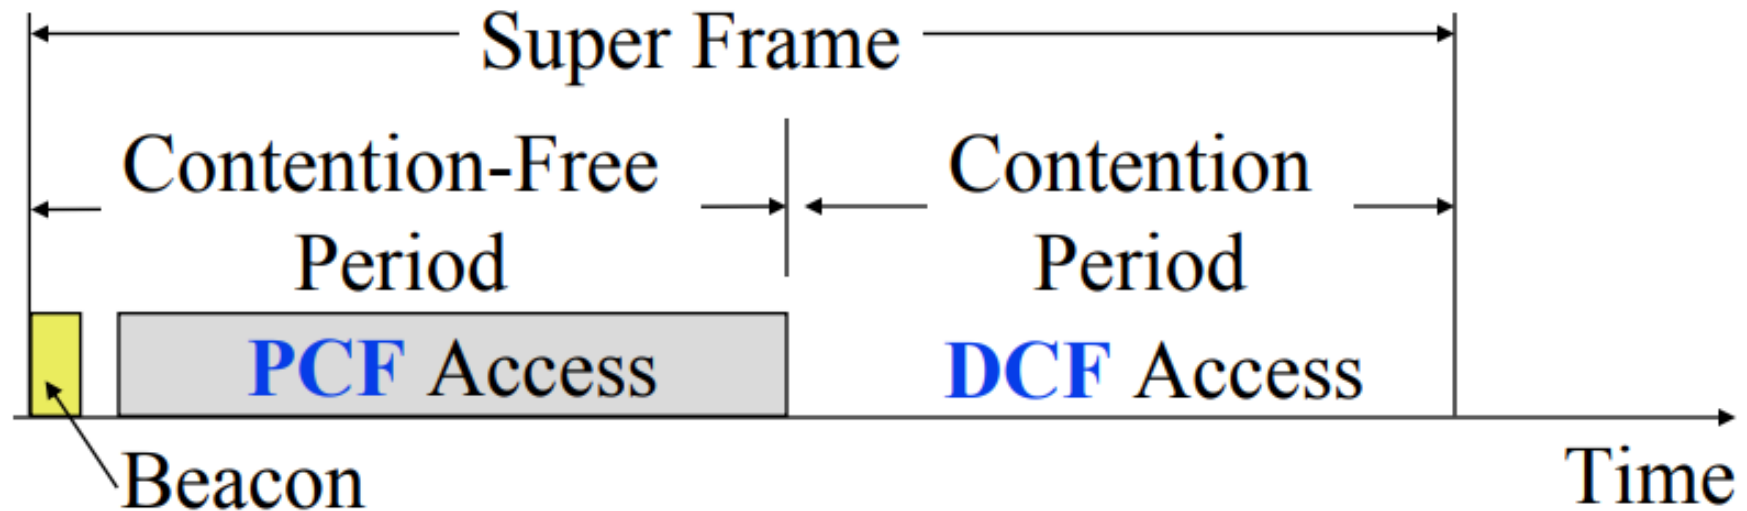 Super Frame
Contention-Free
Period
Contention
Period
PCF Access
DCF Access
Beacon
Time